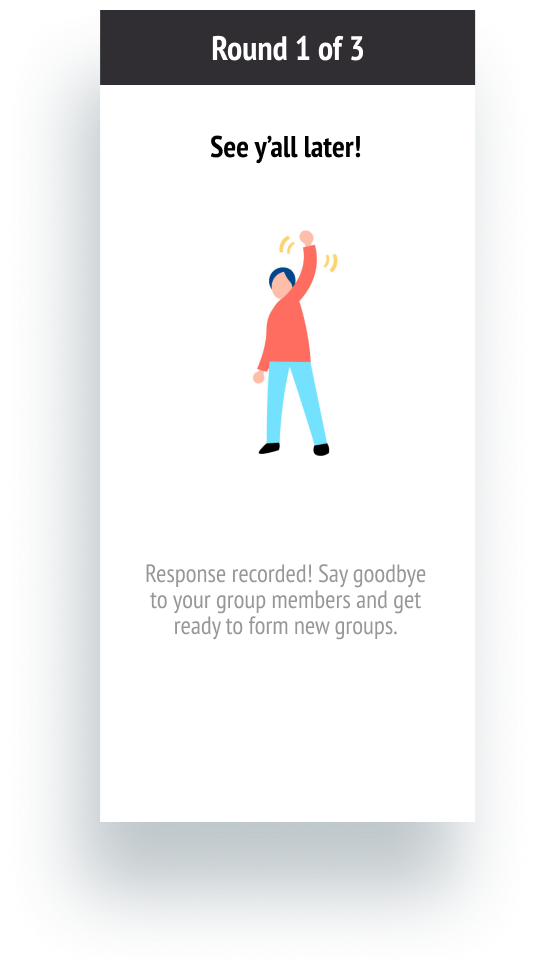 Round 1 of 3
See y’all later!
Response recorded! Say goodbye
to your group members and get
ready to form new groups.